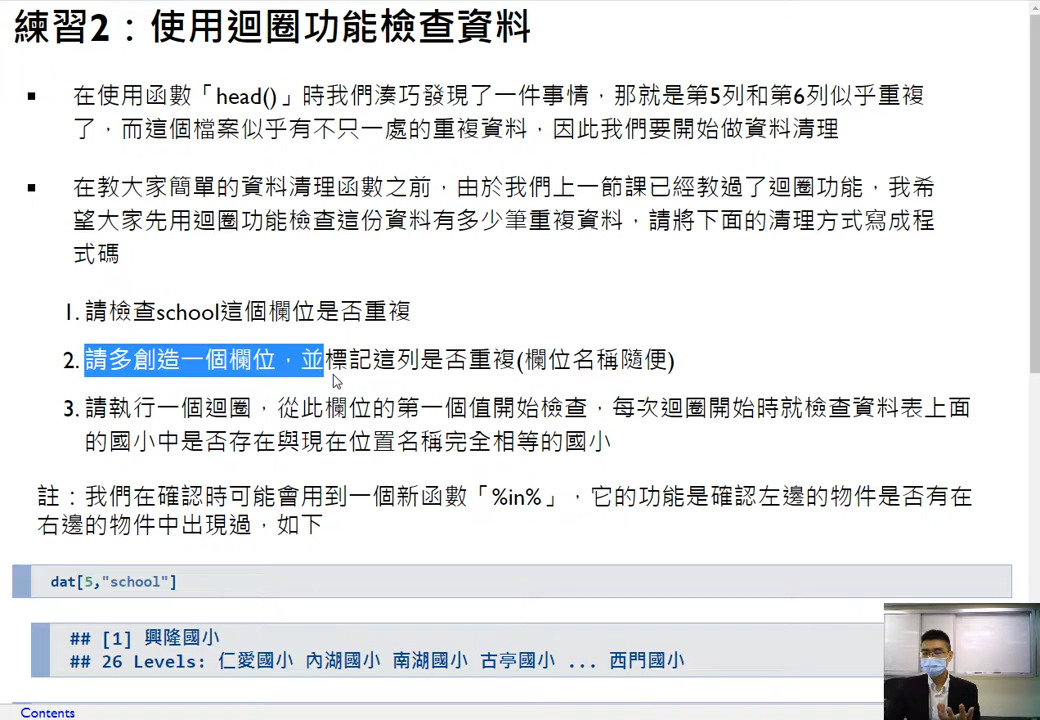 練習2：使用迴圈功能檢查資料
在使用函數「head()」時我們湊巧發現了一件事情，那就是第5列和第6列似乎重複
了，而這個檔案似乎有不只一處的重複資料，因此我們要開始做資料清理
在教大家簡單的資料清理函數之前，由於我們上一節課已經教過了迴圈功能，我希
望大家先用迴圈功能檢查這份資料有多少筆重複資料，請將下面的清理方式寫成程
式碼
1. 請檢查school這個欄位是否重複
2. 請多創造一個欄位，並標記這列是否重複(欄位名稱隨便)
3. 請執行一個迴圈，從此欄位的第一個值開始檢查，每次迴圈開始時就檢查資料表上面
的國小中是否存在與現在位置名稱完全相等的國小
註：我們在確認時可能會用到一個新函數「%in%」，它的功能是確認左邊的物件是否有在
右邊的物件中出現過，如下
dat[5,"school"]
## [1] 興隆國小
## 26 Levels: 仁愛國小 內湖國小 南湖國小 古亭國小 ... 西門國小
Contents